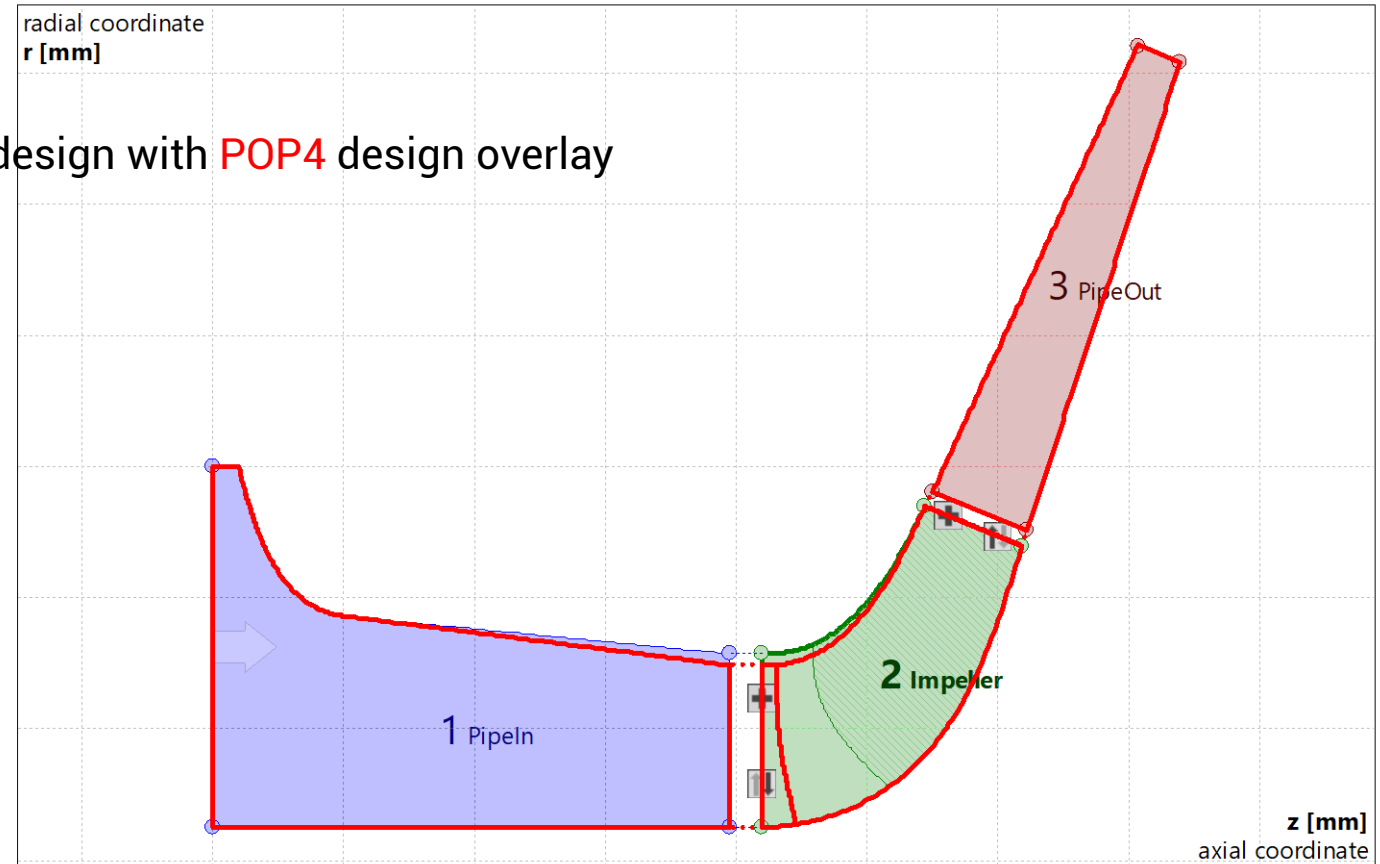 radial coordinate
r [mm]
design with POP4 design overlay
3 PipeOut
2 Impeller
1 PipeIn
z [mm]
axial coordinate